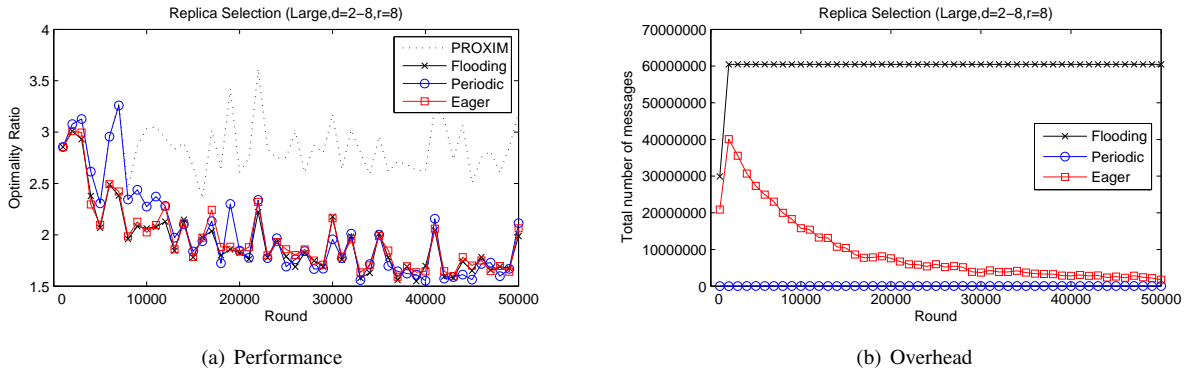 Replica Selection (Large,d=2−8,r=8)
4
3.5
3
2.5
2
1.5
Optimality Ratio
PROXIM
Flooding
Periodic
Eager
0 10000 20000 30000 40000 50000
Round
(a) Performance
Replica Selection (Large,d=2−8,r=8)
70000000
60000000
50000000
40000000
30000000
20000000
10000000
0
Total number of messages
Flooding
Periodic
Eager
0 10000 20000 30000 40000 50000
Round
(b) Overhead